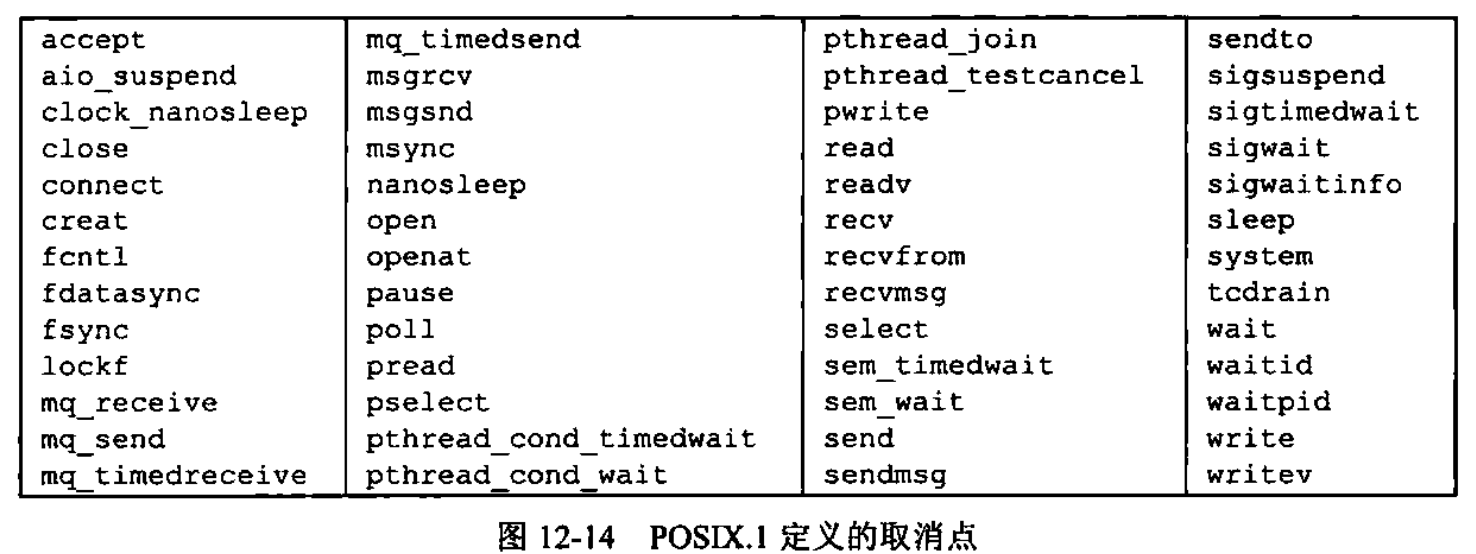 accept mq_timedsend pthread_join sendto
aio_suspend msgrcv pthread_testcancel sigsuspend
clock_nanosleep msgsnd pwrite sigtimedwait
close msync read sigwait
connect nanosleep readv sigwaitinfo
creat open recv sleep
fcntl openat recvfrom system
fdatasync pause recvmsg tcdrain
fsync poll select wait
lockf pread sem_timedwait waitid
mq_receive pselect sem_wait waitpid
mq_send pthread_cond_timedwait send write
mq_timedreceive pthread_cond_wait sendmsg writev
图 12-14 POSIX.1 定义的取消点